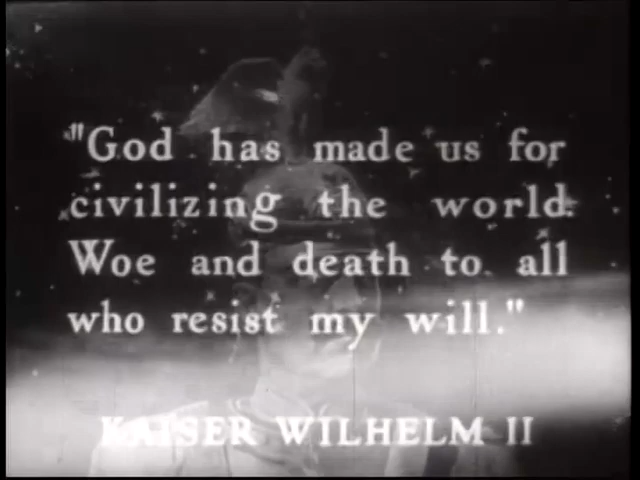 "God has made us for
civilizing the world.
Woe and death to all
who resist my will."
KAISER WILHELM II